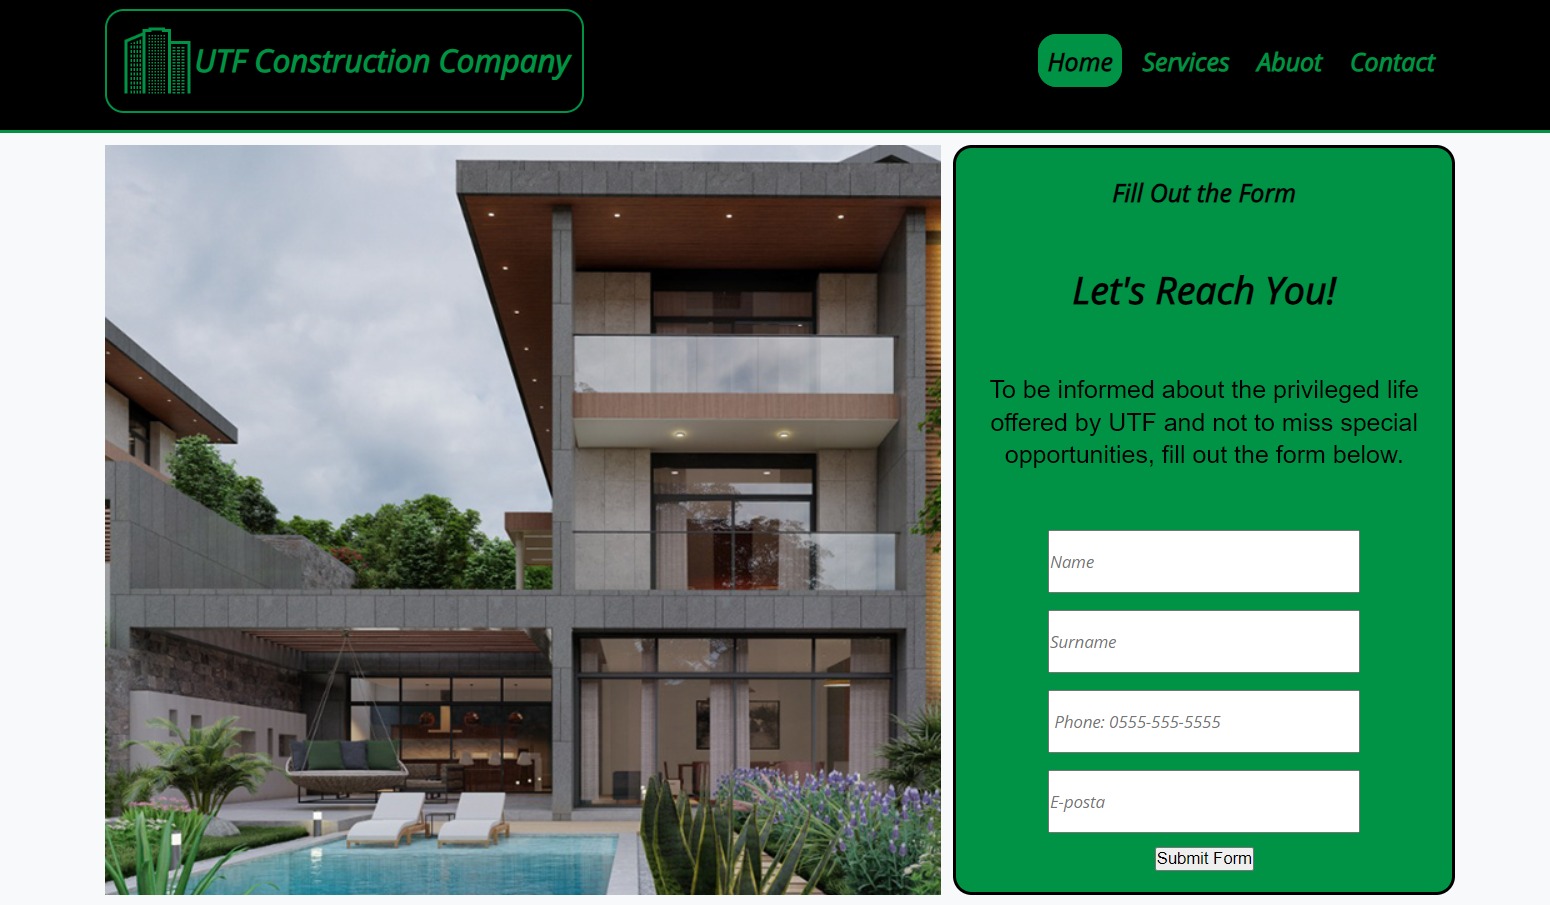 UTF Construction Company
Home
Services
Abuot
Contact
Fill Out the Form
Let's Reach You!
To be informed about the privileged life
offered by UTF and not to miss special
opportunities, fill out the form below.
Name
Surname
Phone: 0555-555-5555
E-posta
Submit Form